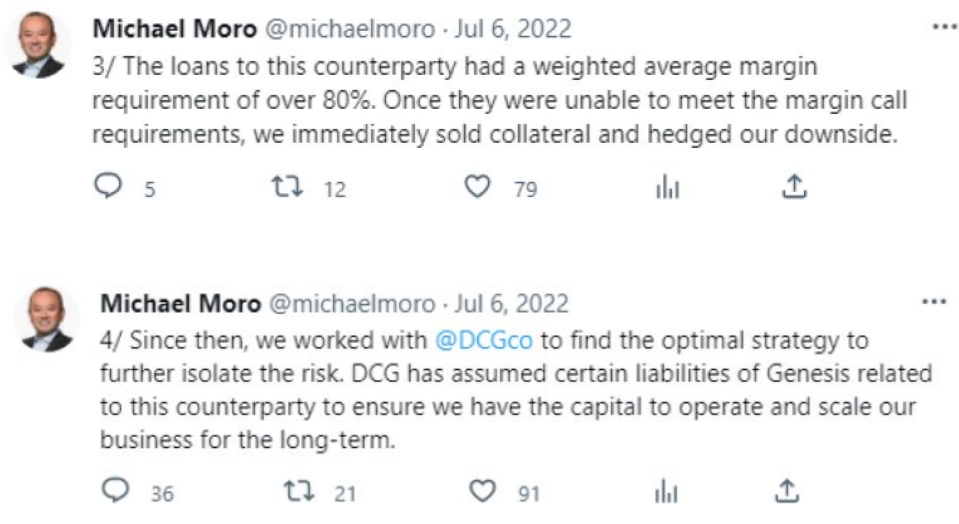 Michael Moro @michaelmoro · Jul 6, 2022
3/ The loans to this counterparty had a weighted average margin
requirement of over 80%. Once they were unable to meet the margin call
requirements, we immediately sold collateral and hedged our downside.
5 12 79
Michael Moro @michaelmoro · Jul 6, 2022
4/ Since then, we worked with @DCGco to find the optimal strategy to
further isolate the risk. DCG has assumed certain liabilities of Genesis related
to this counterparty to ensure we have the capital to operate and scale our
business for the long-term.
36 21 91